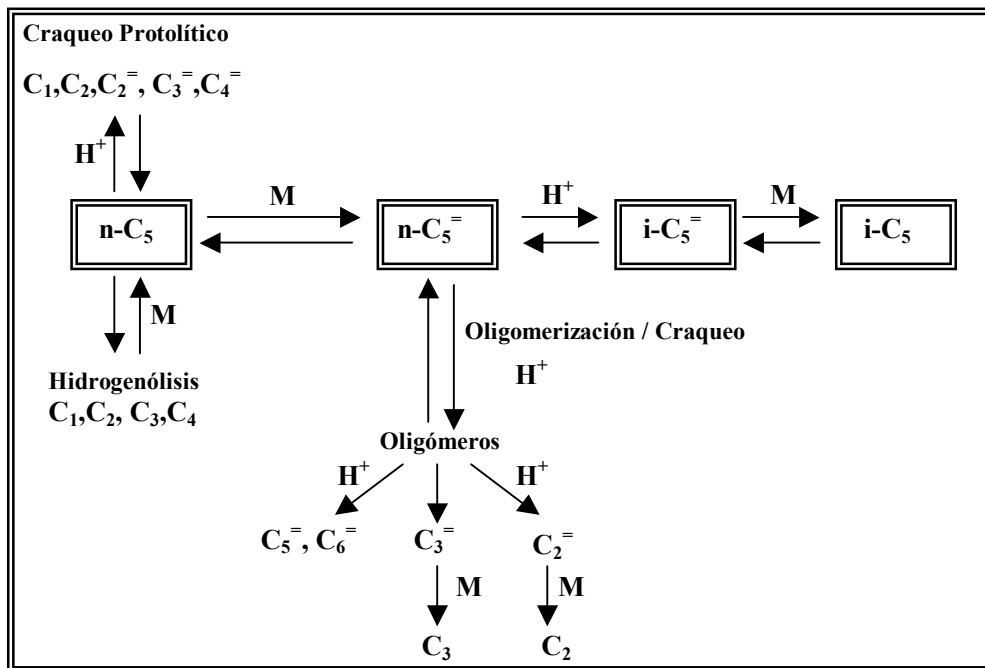 Craqueo Protolítico
C₁,C₂,C₂⁼, C₃⁼,C₄⁼
H⁺
M
H⁺
M
n-C₅
n-C₅⁼
i-C₅⁼
i-C₅
M
Oligomerización / Craqueo
H⁺
Hidrogenólisis
C₁,C₂, C₃,C₄
Oligómeros
H⁺
H⁺
C₅⁼, C₆⁼
C₃⁼
C₂⁼
M
M
C₃
C₂